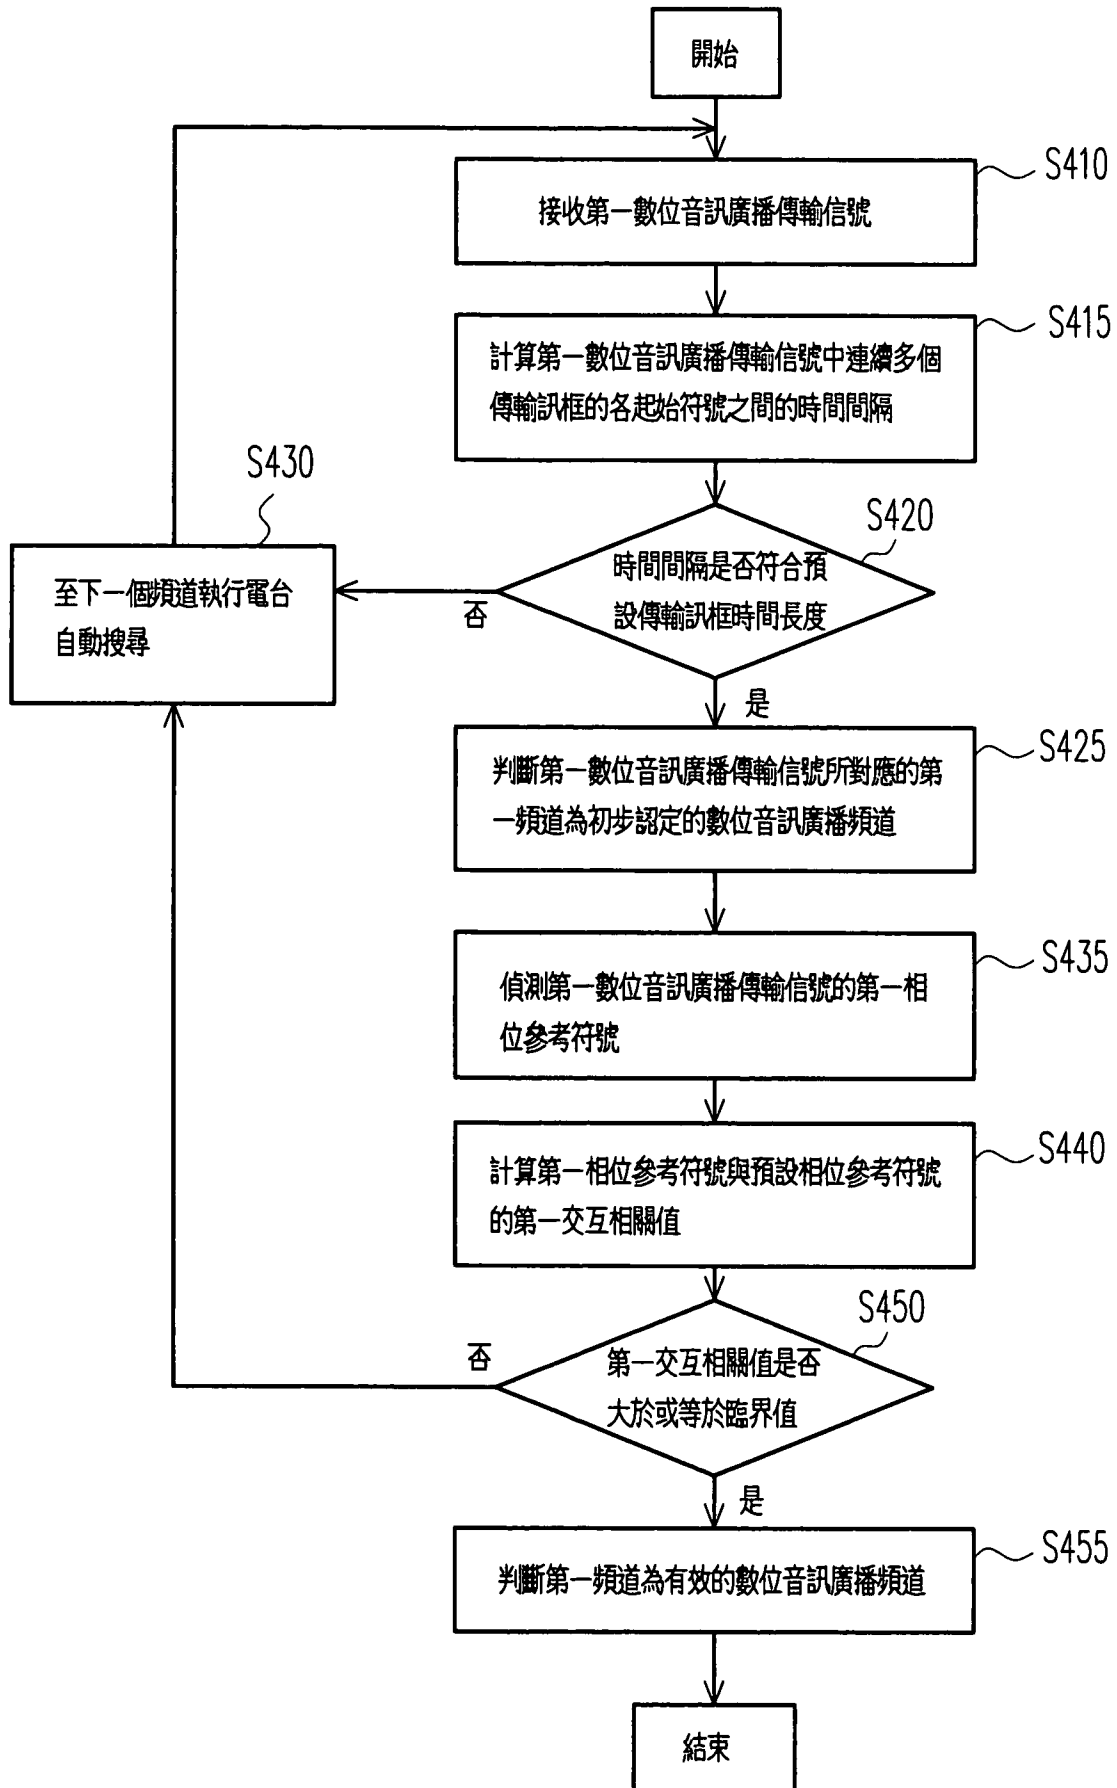 開始
S410
接收第一數位音訊廣播傳輸信號
S415
計算第一數位音訊廣播傳輸信號中連續多個
傳輸訊框的各起始符號之間的時間間隔
S420
時間間隔是否符合預
設傳輸訊框時間長度
否
S430
至下一個頻道執行電台
自動搜尋
是
S425
判斷第一數位音訊廣播傳輸信號所對應的第
一頻道為初步認定的數位音訊廣播頻道
S435
偵測第一數位音訊廣播傳輸信號的第一相
位參考符號
S440
計算第一相位參考符號與預設相位參考符號
的第一交互相關值
S450
第一交互相關值是否
大於或等於臨界值
否
是
S455
判斷第一頻道為有效的數位音訊廣播頻道
結束